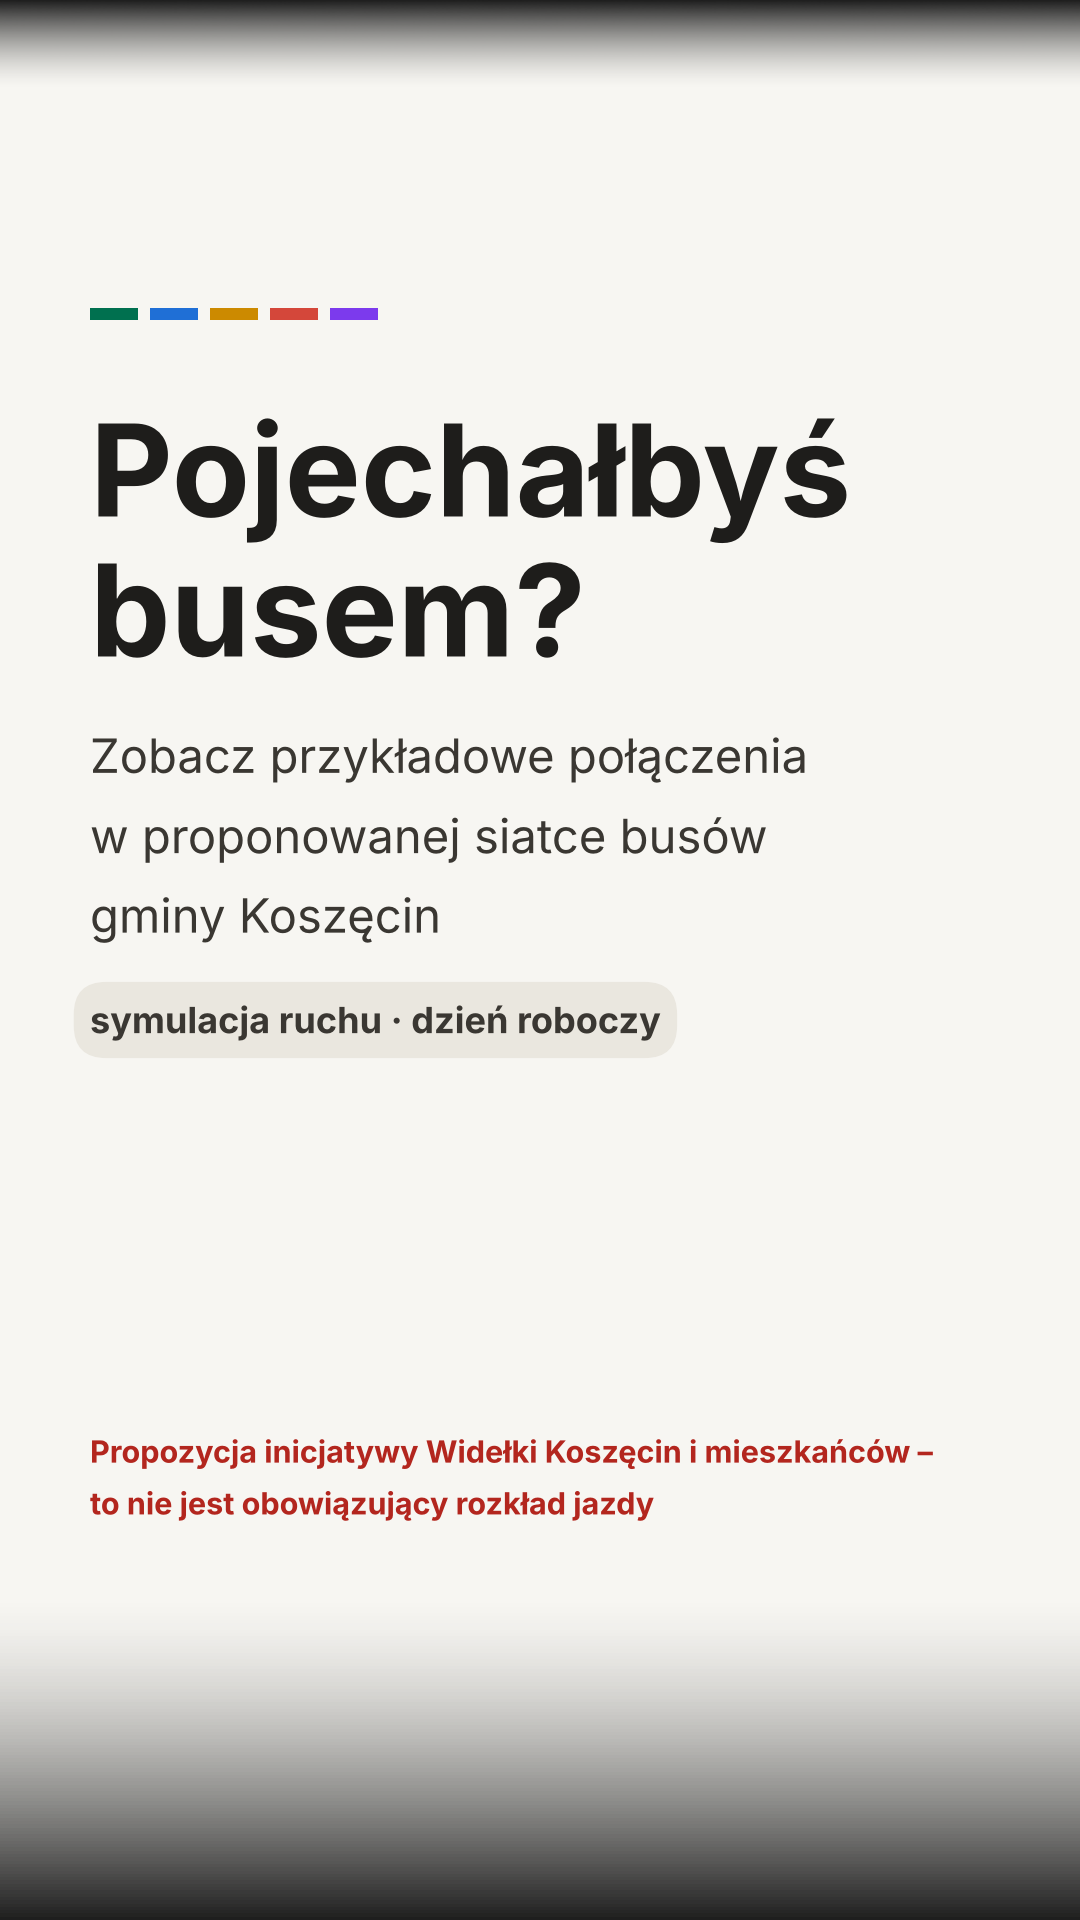 Pojechałbyś
busem?
Zobacz przykładowe połączenia
w proponowanej siatce busów
gminy Koszęcin
symulacja ruchu · dzień roboczy
Propozycja inicjatywy Widełki Koszęcin i mieszkańców –
to nie jest obowiązujący rozkład jazdy